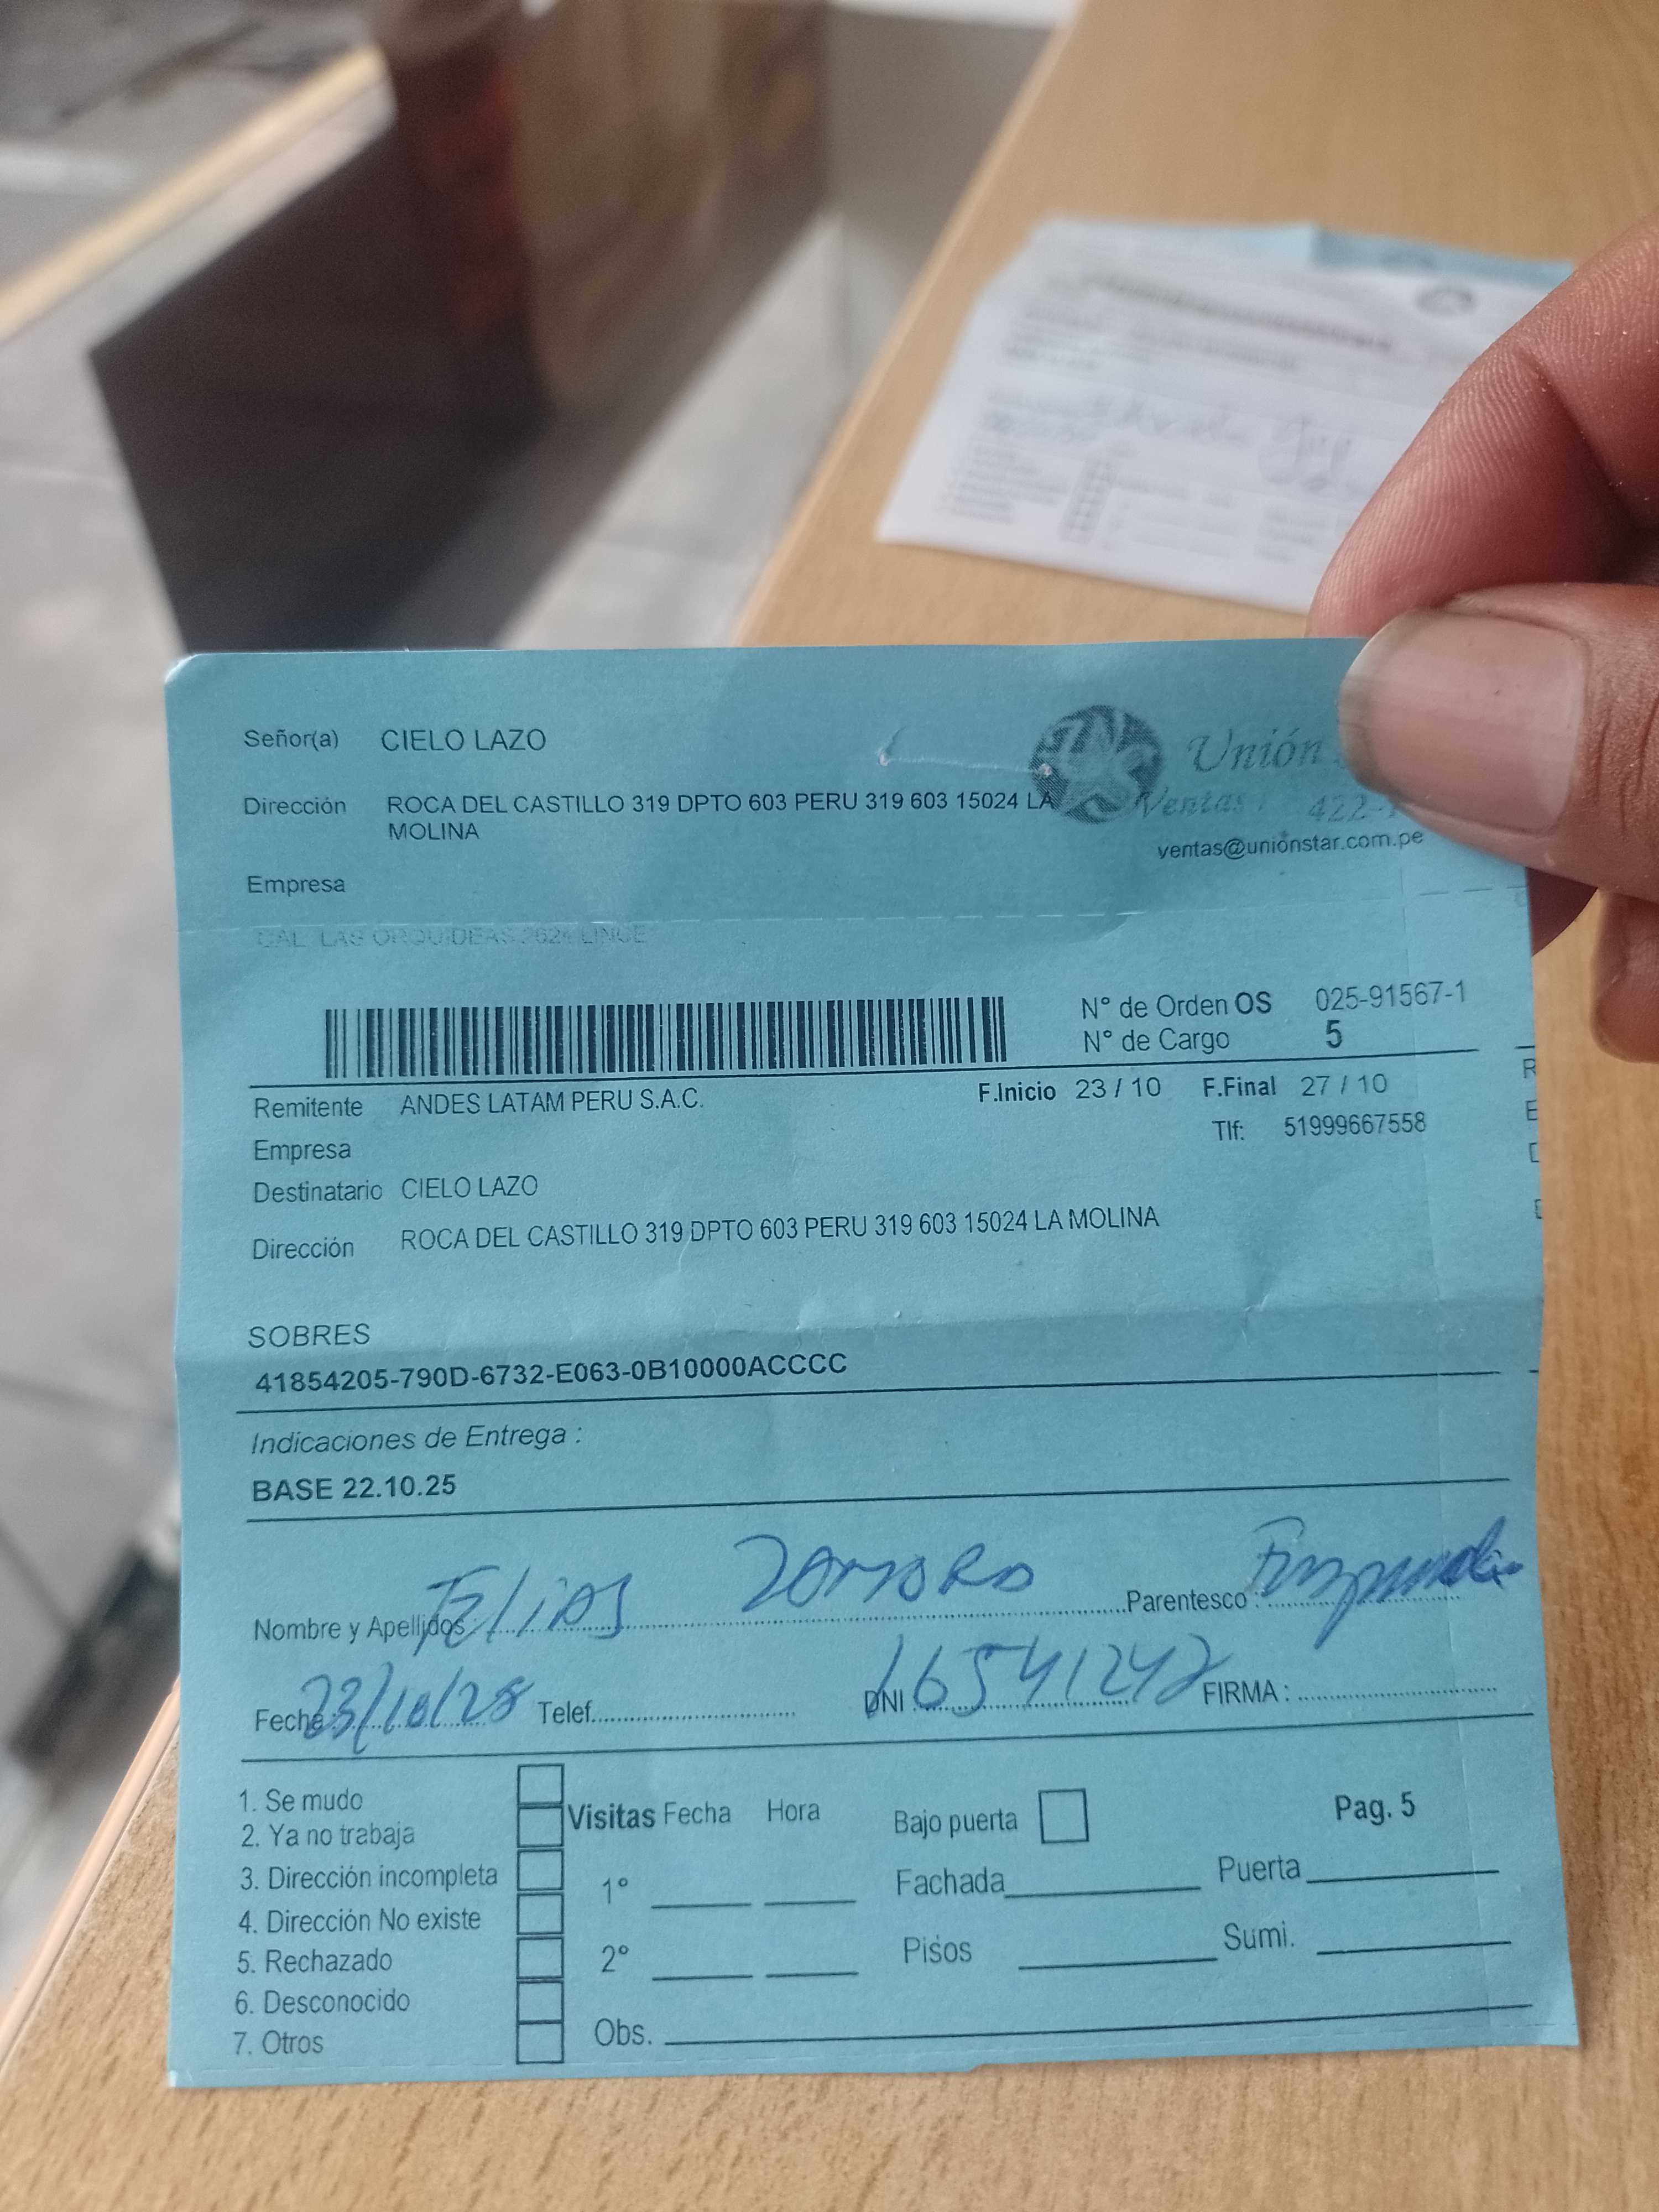 Señor(a) CIELO LAZO
Unión
Dirección ROCA DEL CASTILLO 319 DPTO 603 PERU 319 603 15024 LA
MOLINA
Ventas: 422-
ventas@unionstar.com.pe
Empresa
CAL. LAS ORQUIDEAS 2624 LINCE
N° de Orden OS 025-91567-1
N° de Cargo 5
Remitente ANDES LATAM PERU S.A.C. F.Inicio 23 / 10 F.Final 27 / 10
Empresa Tlf: 51999667558
Destinatario CIELO LAZO
Dirección ROCA DEL CASTILLO 319 DPTO 603 PERU 319 603 15024 LA MOLINA
SOBRES
41854205-790D-6732-E063-0B10000ACCCC
Indicaciones de Entrega :
BASE 22.10.25
Nombre y Apellidos: Elias Zamora Parentesco :
Fecha: 23/10/25 Telef. DNI : 16541242 FIRMA :
1. Se mudo
2. Ya no trabaja
3. Dirección incompleta
4. Dirección No existe
5. Rechazado
6. Desconocido
7. Otros
Visitas Fecha Hora Bajo puerta Pag. 5
1° Fachada Puerta
2° Pisos Sumi.
Obs.